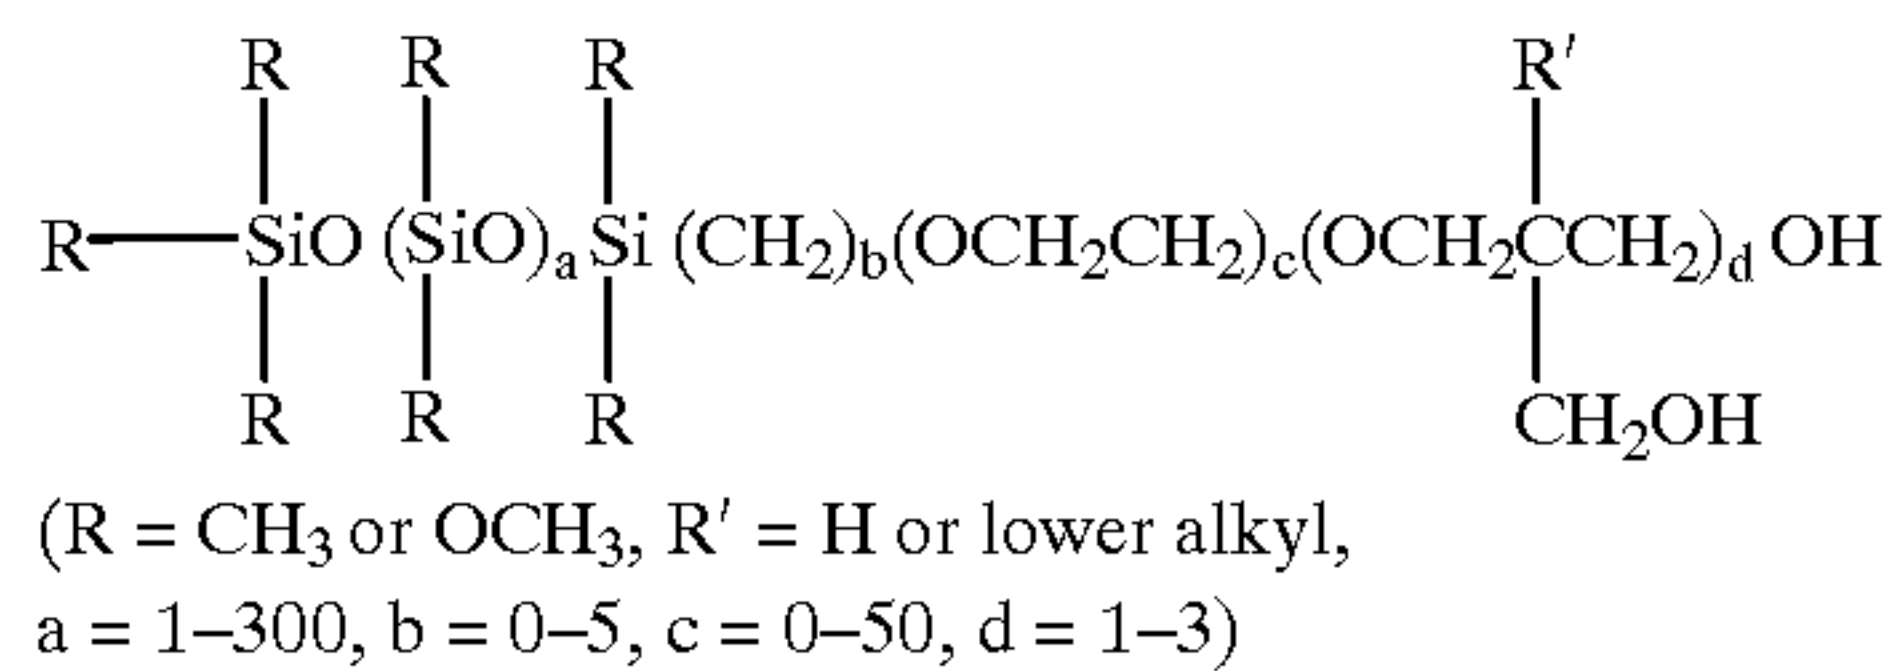 R R R R′
R SiO (SiO)ₐ Si (CH₂)b(OCH₂CH₂)c(OCH₂CCH₂)d OH
R R R CH₂OH
(R = CH₃ or OCH₃, R′ = H or lower alkyl,
a = 1–300, b = 0–5, c = 0–50, d = 1–3)